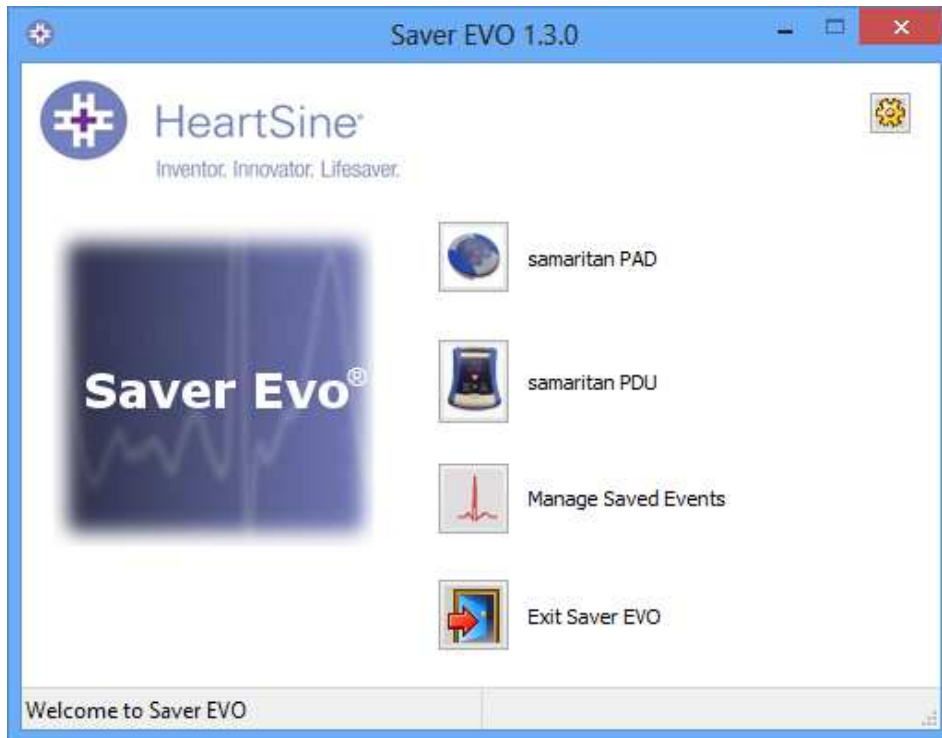 Saver EVO 1.3.0
HeartSine®
Inventor. Innovator. Lifesaver.
samaritan PAD
Saver Evo®
samaritan PDU
Manage Saved Events
Exit Saver EVO
Welcome to Saver EVO